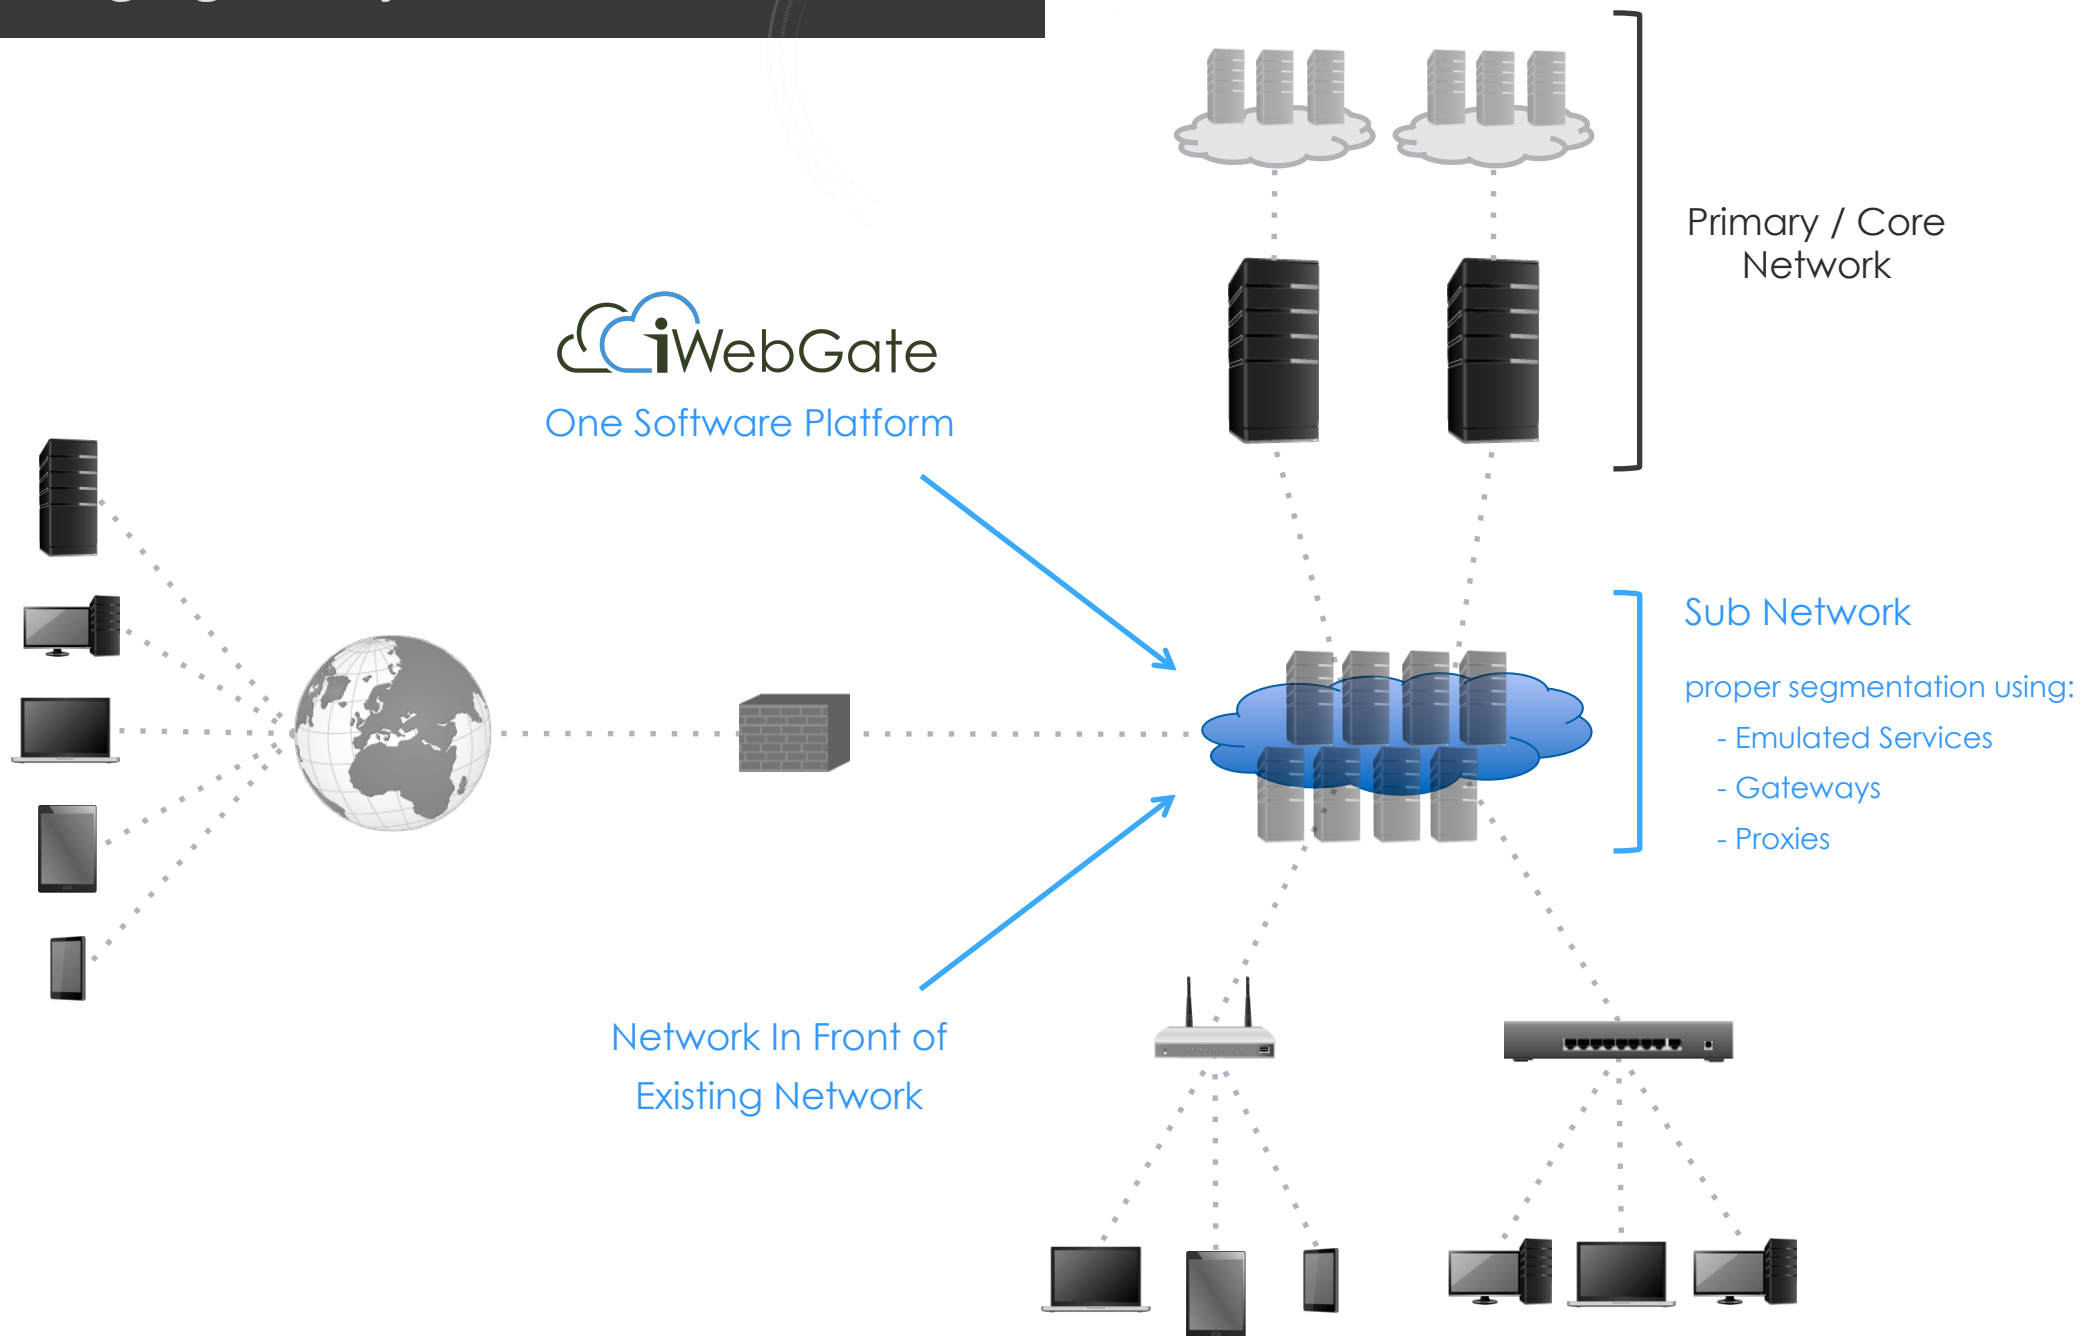 Primary / Core
Network
iWebGate
One Software Platform
Sub Network
proper segmentation using:
- Emulated Services
- Gateways
- Proxies
Network In Front of
Existing Network